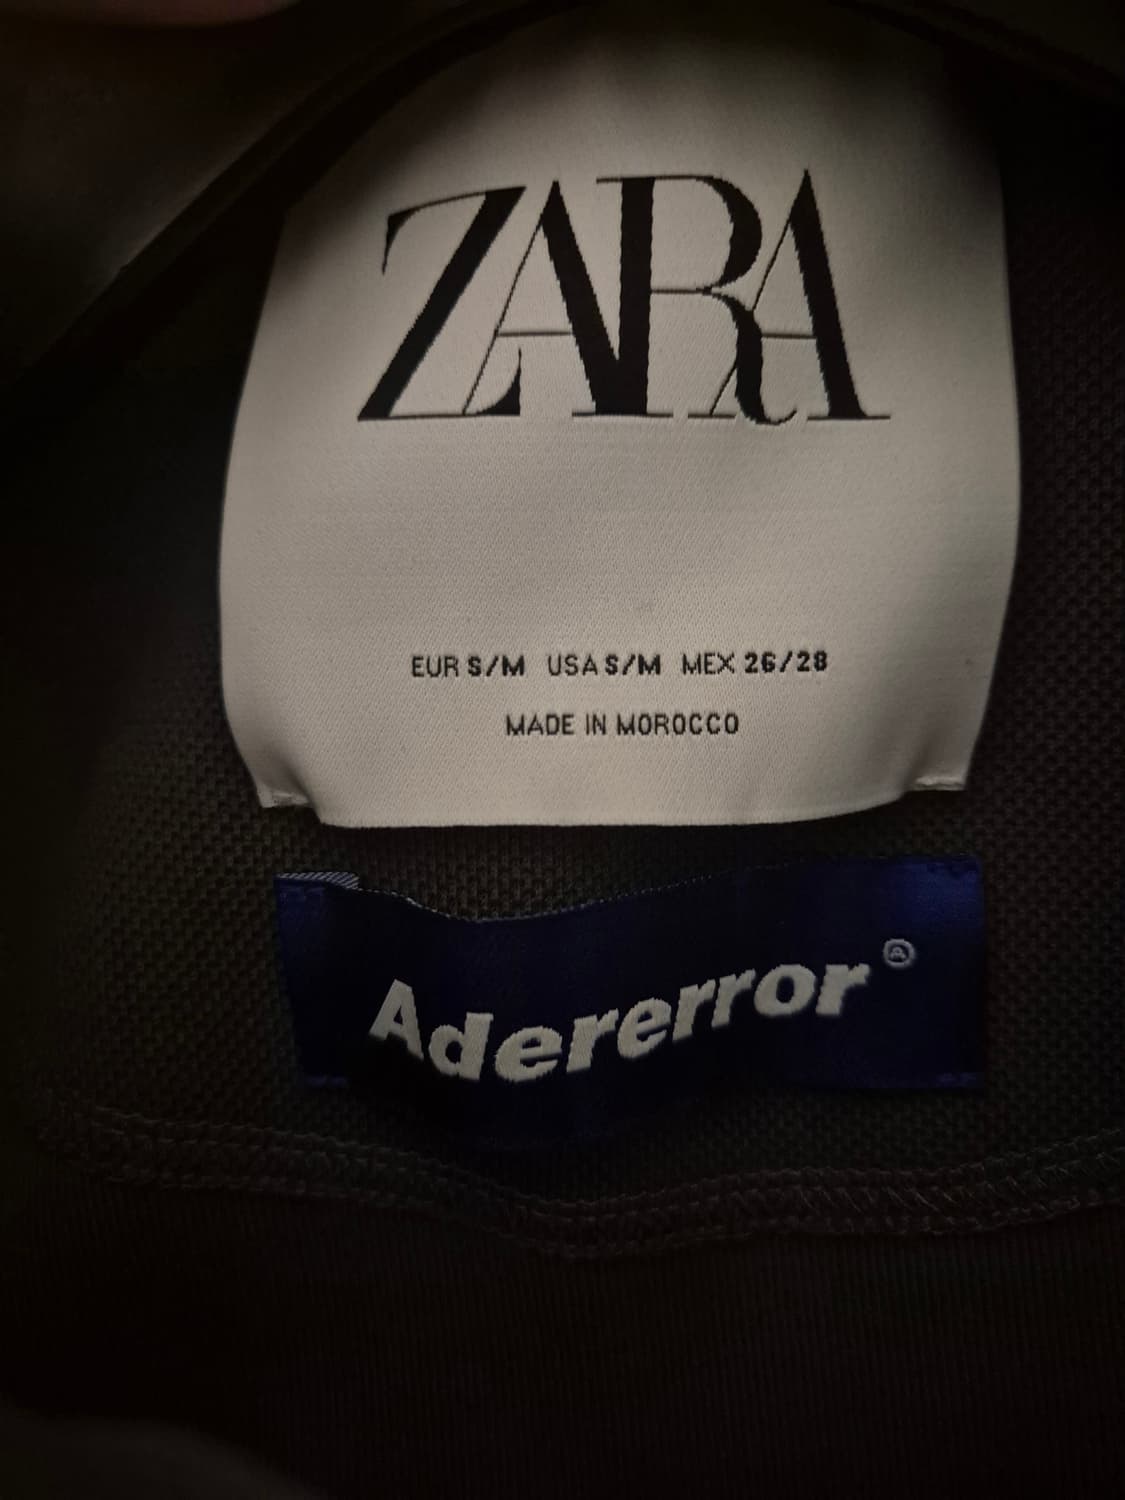 ZARA
EUR S/M USA S/M MEX 26/28
MADE IN MOROCCO
Adererror